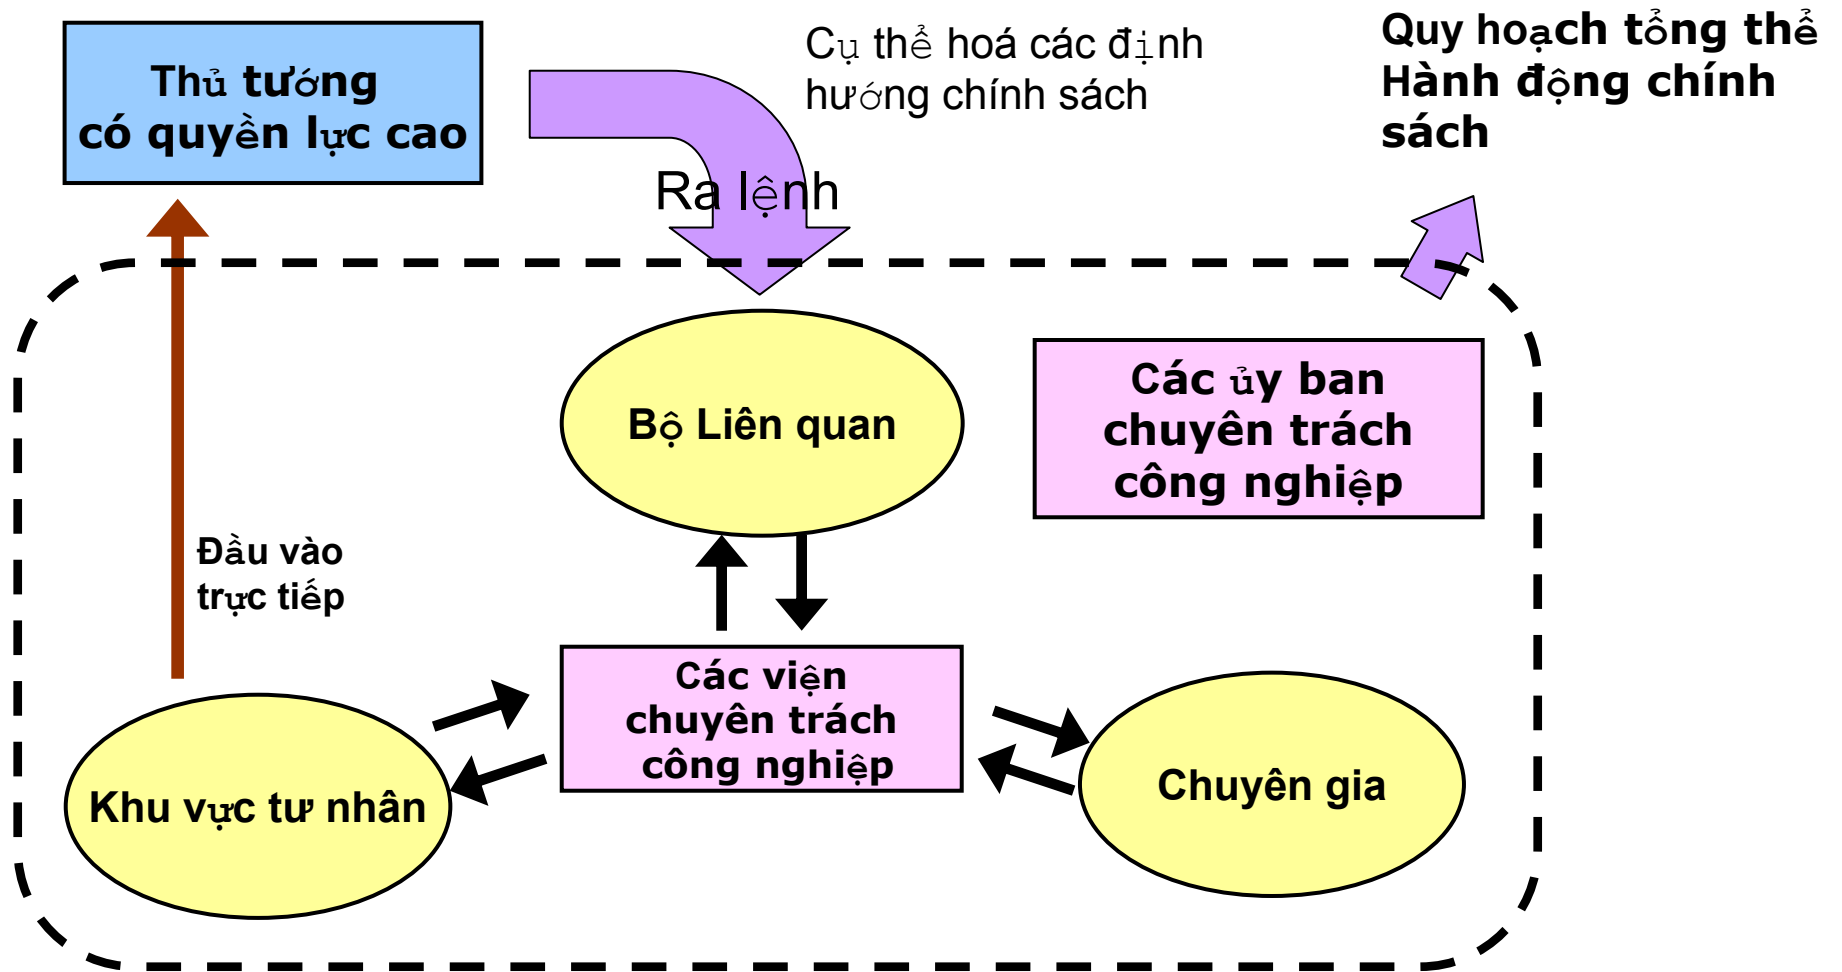 Thủ tướng
có quyền lực cao
Cụ thể hoá các định
hướng chính sách
Quy hoạch tổng thể
Hành động chính
sách
Ra lệnh
Bộ Liên quan
Các ủy ban
chuyên trách
công nghiệp
Đầu vào
trực tiếp
Các viện
chuyên trách
công nghiệp
Khu vực tư nhân
Chuyên gia